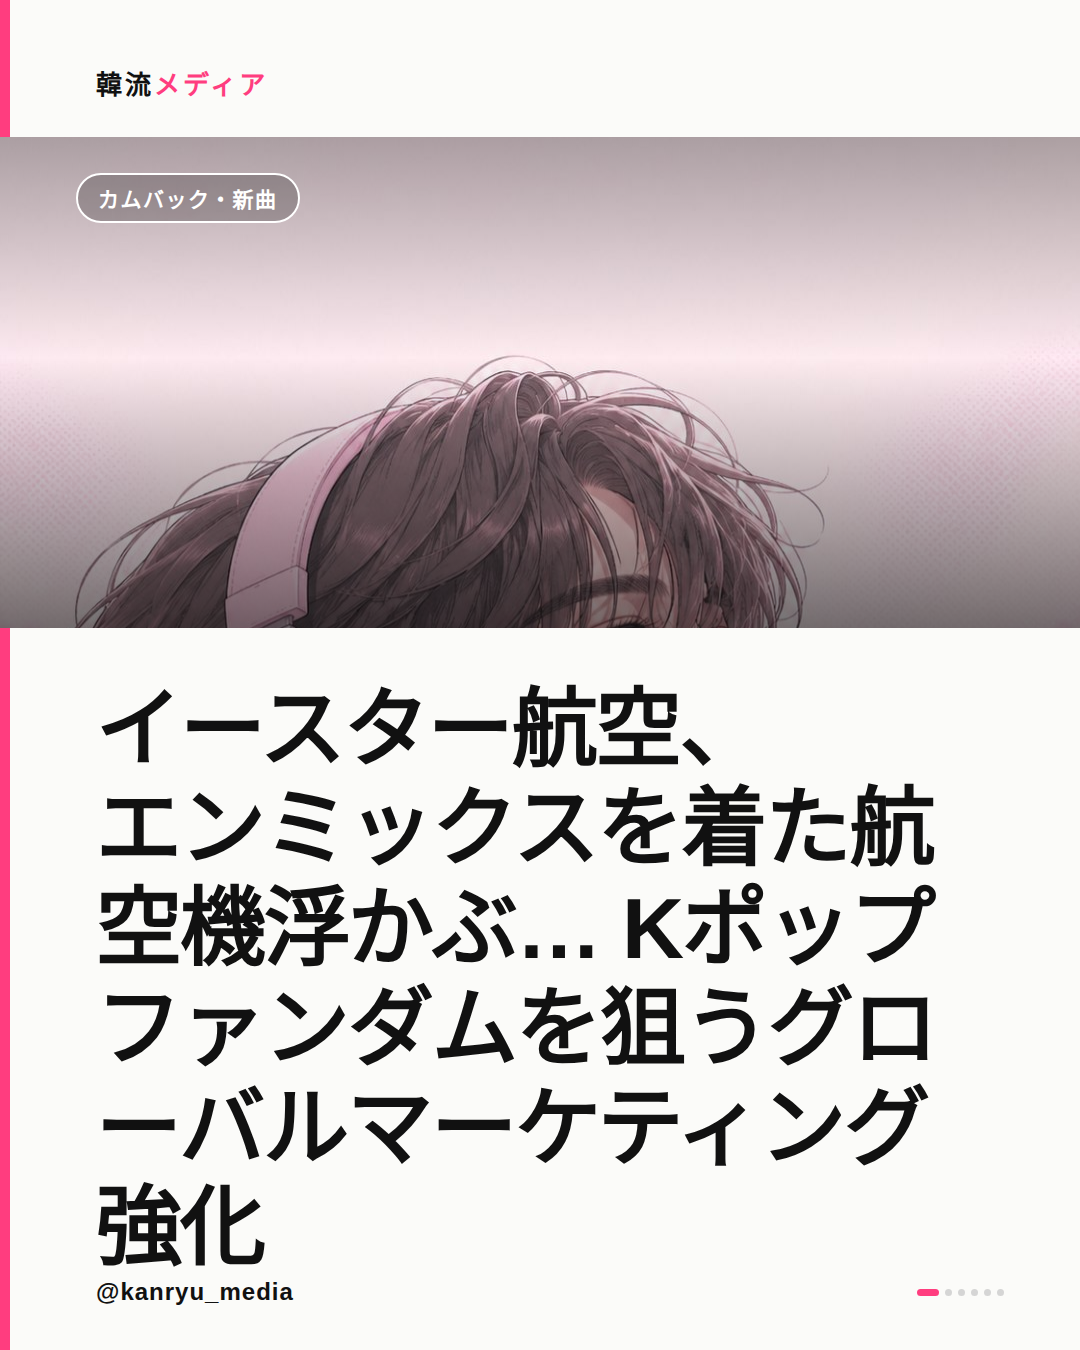 韓流メディア
カムバック・新曲
イースター航空、
エンミックスを着た航
空機浮かぶ… Kポップ
ファンダムを狙うグロ
ーバルマーケティング
強化
@kanryu_media